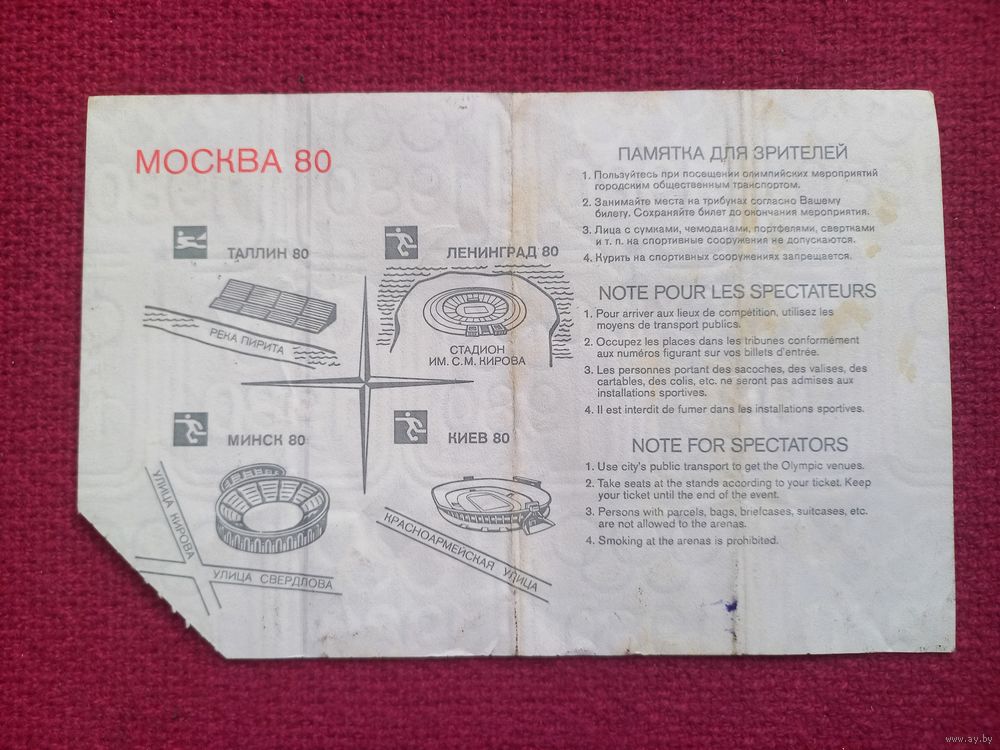 МОСКВА 80
ТАЛЛИН 80
РЕКА ПИРИТА
ЛЕНИНГРАД 80
СТАДИОН
ИМ. С.М. КИРОВА
МИНСК 80
УЛИЦА КИРОВА
УЛИЦА СВЕРДЛОВА
КИЕВ 80
КРАСНОАРМЕЙСКАЯ УЛИЦА
ПАМЯТКА ДЛЯ ЗРИТЕЛЕЙ
1. Пользуйтесь при посещении олимпийских мероприятий
городским общественным транспортом.
2. Занимайте места на трибунах согласно Вашему
билету. Сохраняйте билет до окончания мероприятия.
3. Лица с сумками, чемоданами, портфелями, свертками
и т. п. на спортивные сооружения не допускаются.
4. Курить на спортивных сооружениях запрещается.
NOTE POUR LES SPECTATEURS
1. Pour arriver aux lieux de compétition, utilisez les
moyens de transport publics.
2. Occupez les places dans les tribunes conformément
aux numéros figurant sur vos billets d'entrée.
3. Les personnes portant des sacoches, des valises, des
cartables, des colis, etc. ne seront pas admises aux
installations sportives.
4. Il est interdit de fumer dans les installations sportives.
NOTE FOR SPECTATORS
1. Use city's public transport to get the Olympic venues.
2. Take seats at the stands according to your ticket. Keep
your ticket until the end of the event.
3. Persons with parcels, bags, briefcases, suitcases, etc.
are not allowed to the arenas.
4. Smoking at the arenas is prohibited.
www.ay.by